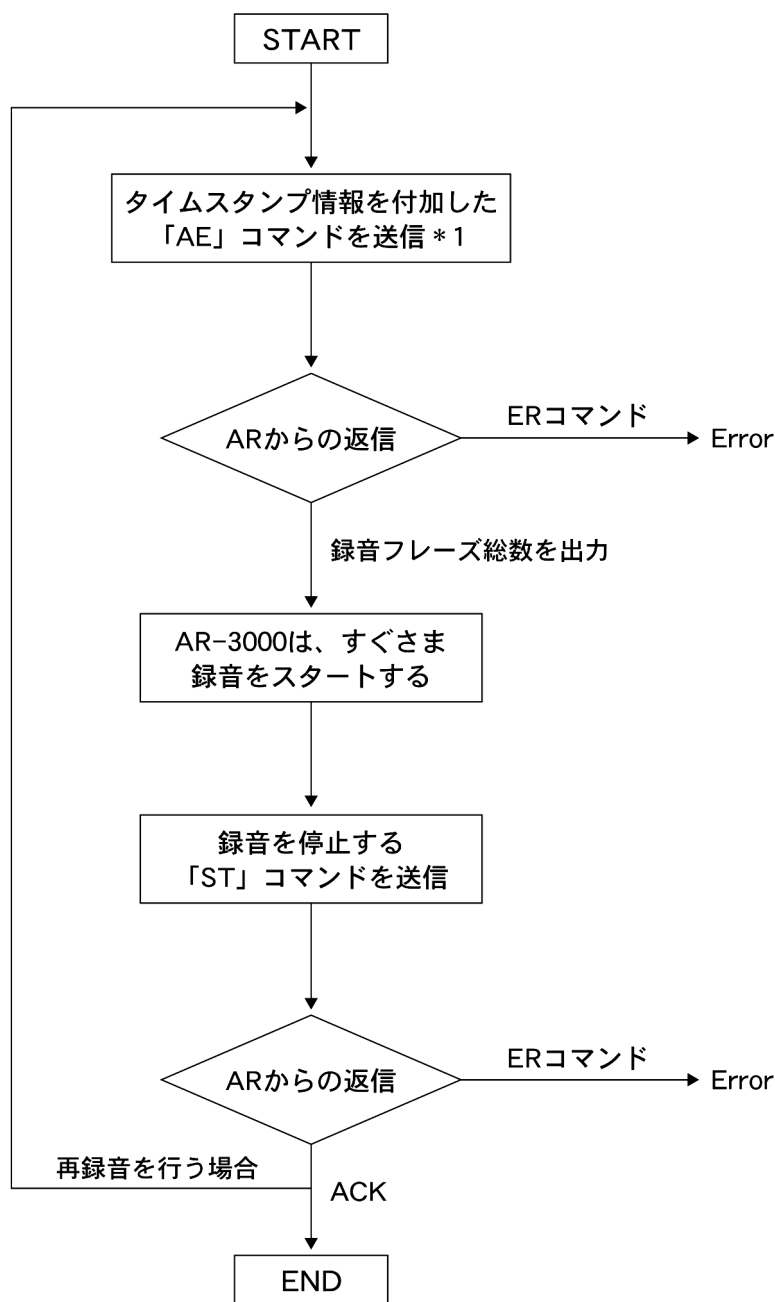 START
タイムスタンプ情報を付加した
「AE」コマンドを送信＊1
ARからの返信
ERコマンド
Error
録音フレーズ総数を出力
AR-3000は、すぐさま
録音をスタートする
録音を停止する
「ST」コマンドを送信
ARからの返信
ERコマンド
Error
再録音を行う場合
ACK
END